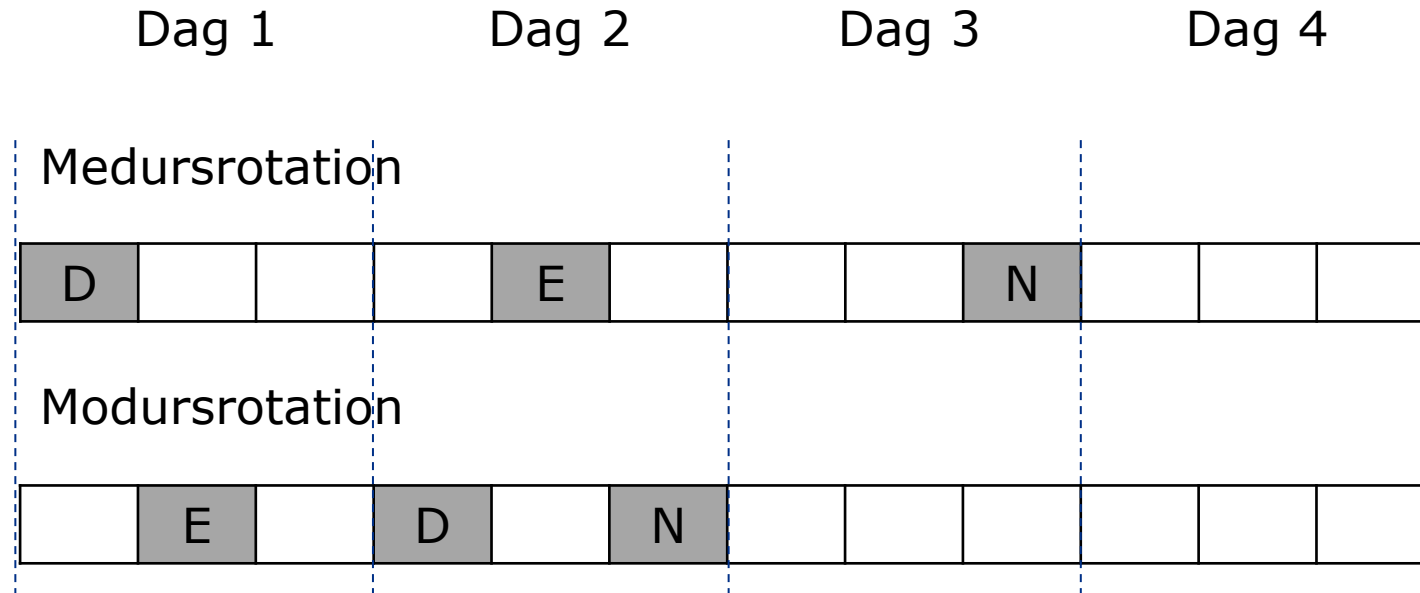 Dag 1 Dag 2 Dag 3 Dag 4
Medursrotation
D E N
Modursrotation
E D N